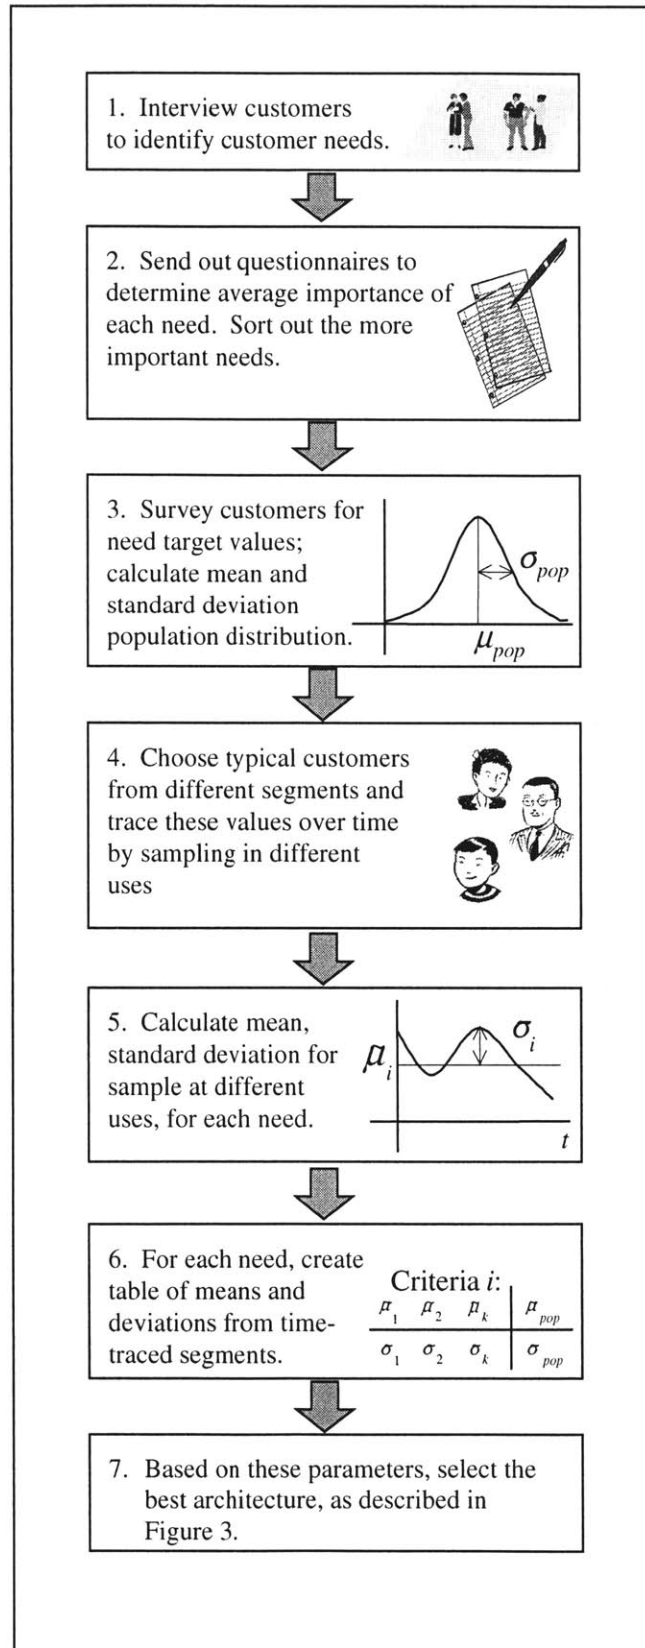 1. Interview customers
to identify customer needs.
2. Send out questionnaires to
determine average importance of
each need. Sort out the more
important needs.
3. Survey customers for
need target values;
calculate mean and
standard deviation
population distribution.
σpop
μpop
4. Choose typical customers
from different segments and
trace these values over time
by sampling in different
uses
5. Calculate mean,
standard deviation for
sample at different
uses, for each need.
μi
σi
t
6. For each need, create
table of means and
deviations from time-
traced segments.
Criteria i:
μ1 μ2 μk μpop
σ1 σ2 σk σpop
7. Based on these parameters, select the
best architecture, as described in
Figure 3.